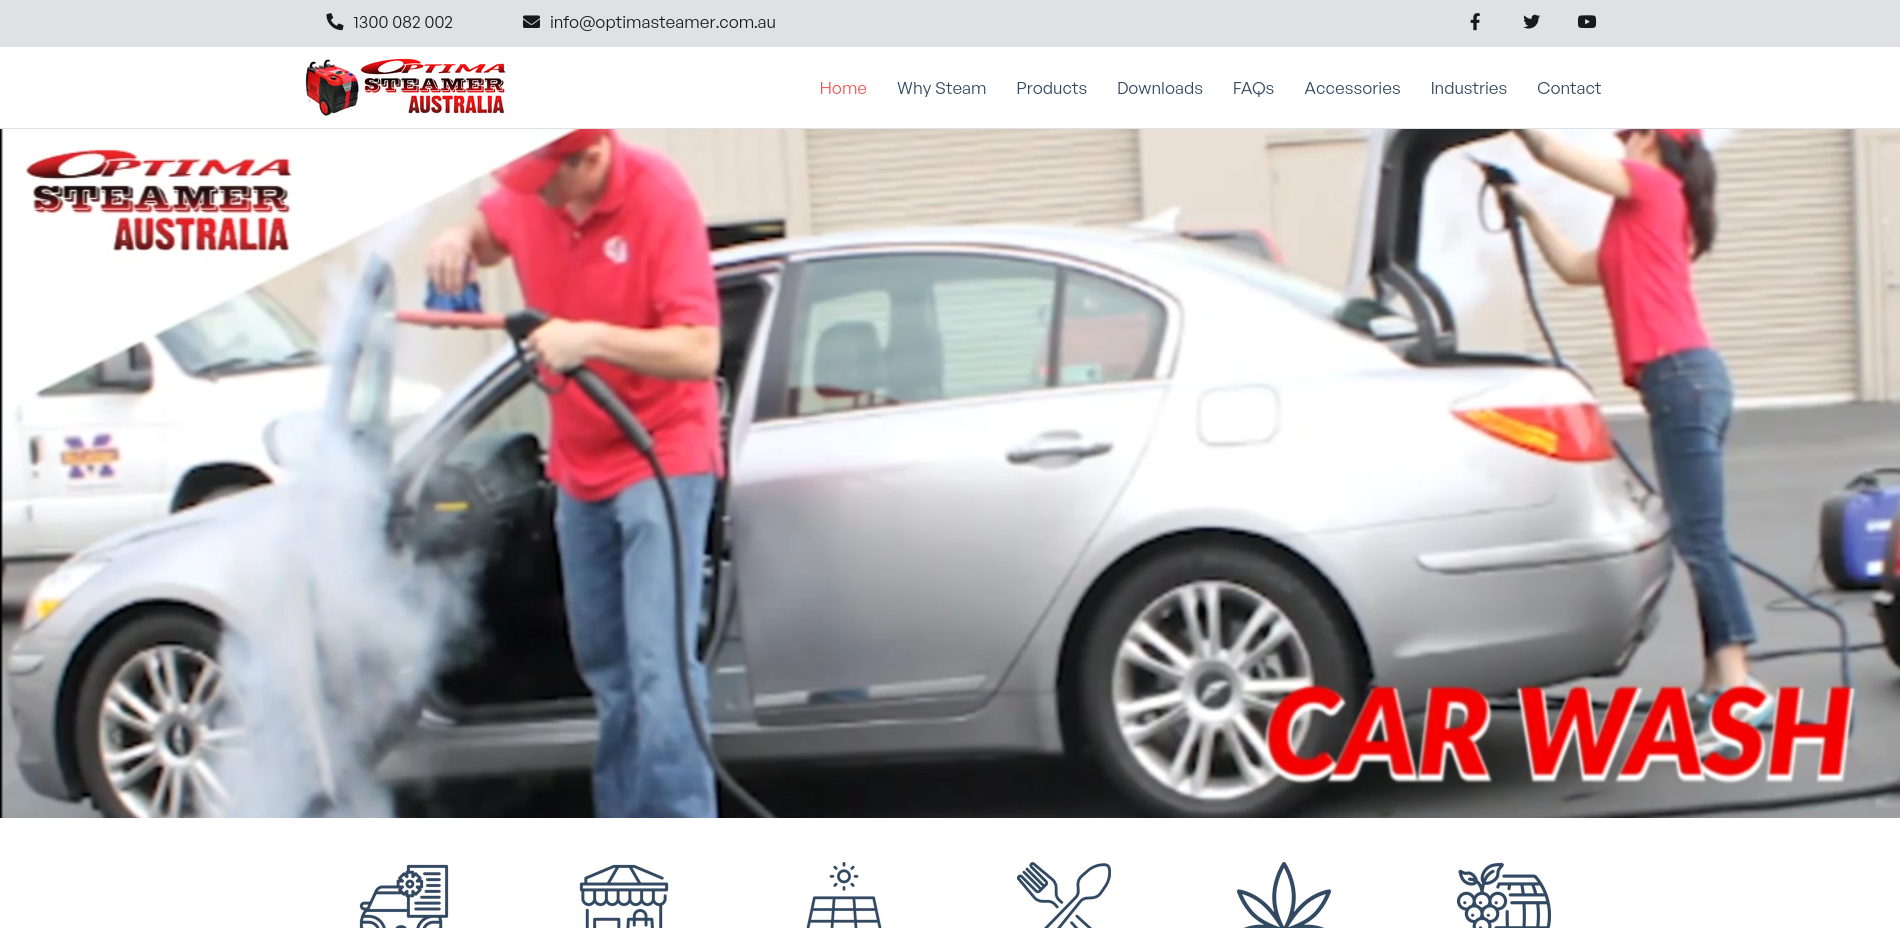 1300 082 002
info@optimasteamer.com.au
OPTIMA
STEAMER
AUSTRALIA
Home
Why Steam
Products
Downloads
FAQs
Accessories
Industries
Contact
OPTIMA
STEAMER
AUSTRALIA
CAR WASH